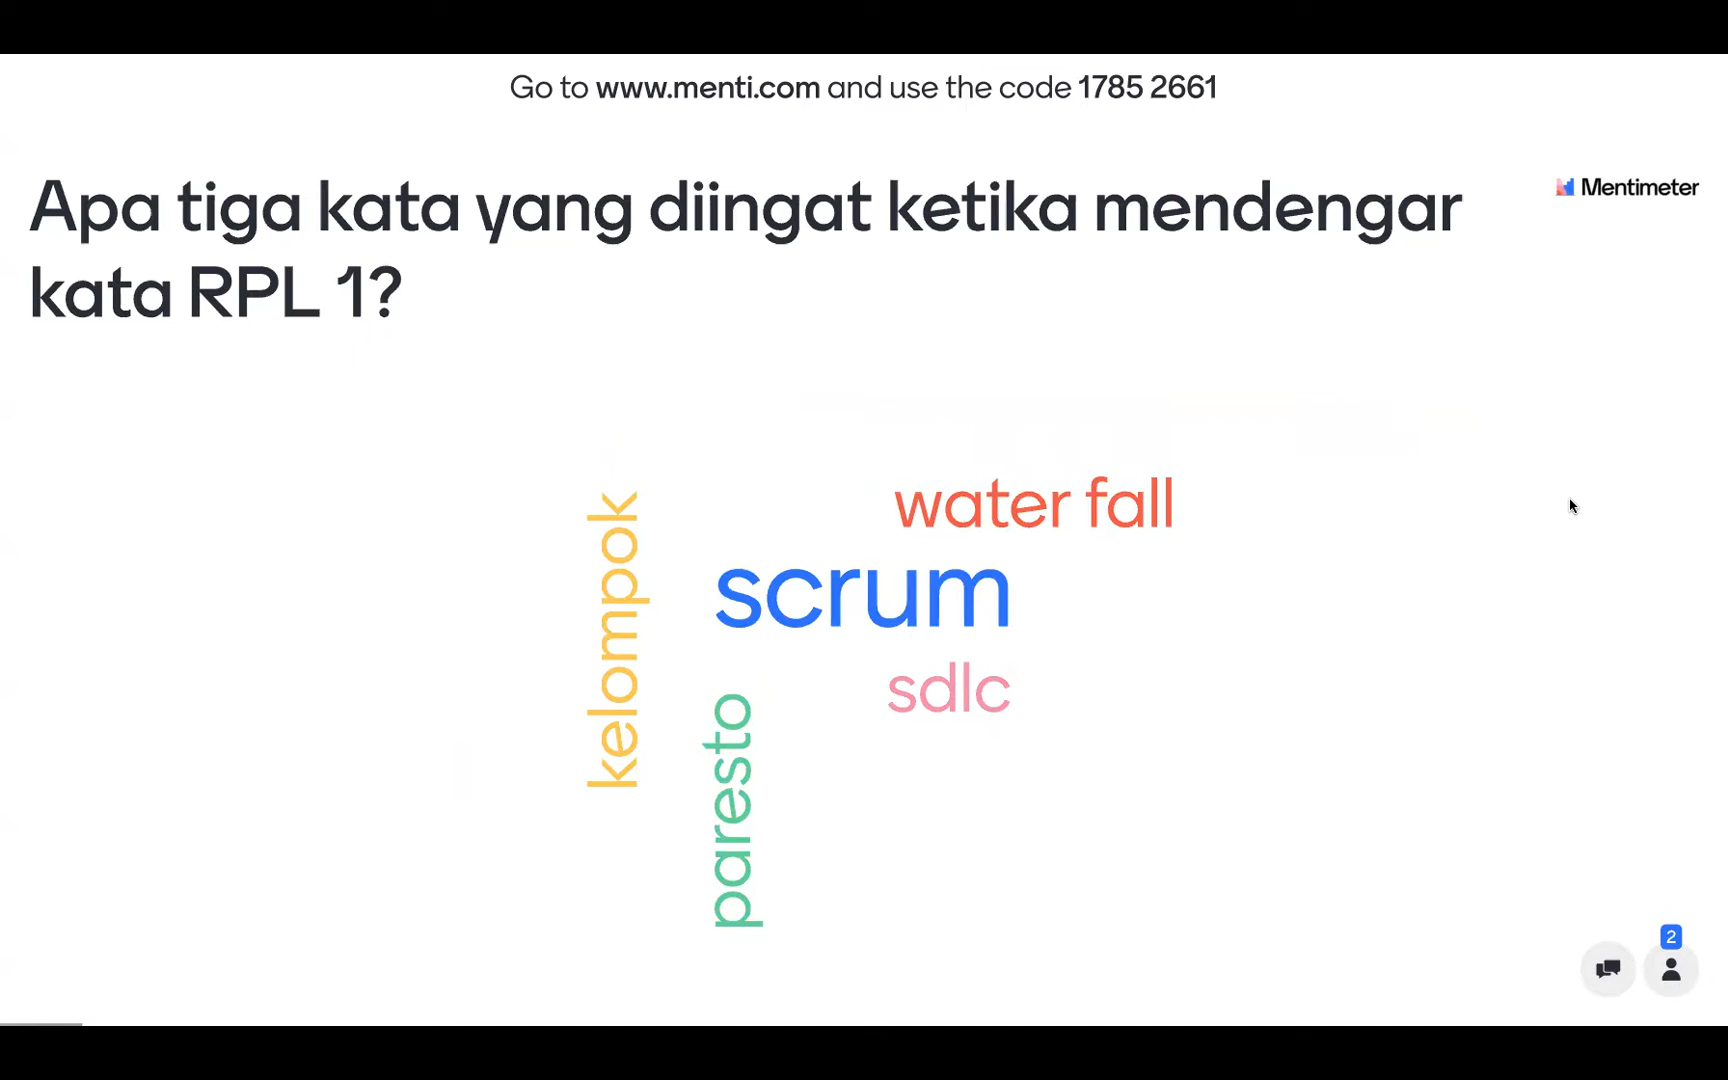 Go to www.menti.com and use the code 1785 2661
Apa tiga kata yang diingat ketika mendengar
kata RPL 1?
Mentimeter
water fall
kelompok
scrum
sdlc
paresto
2